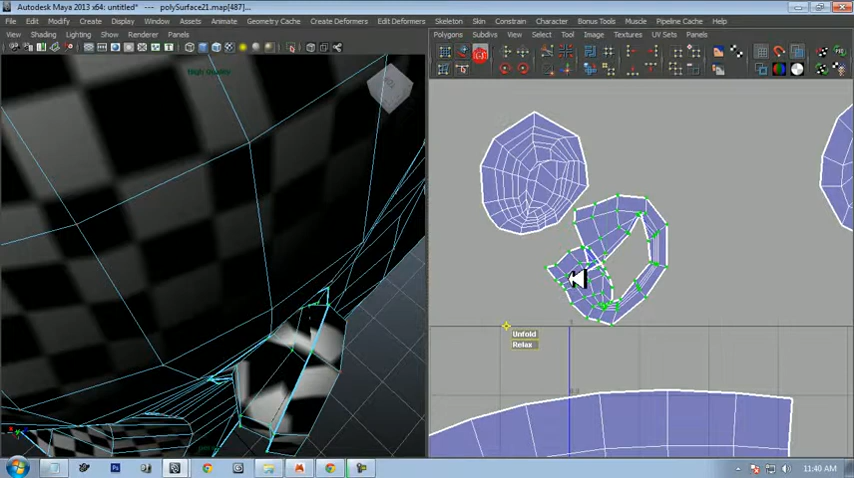 Autodesk Maya 2013 x64: untitled* --- polySurface21.map[487]...
File Edit Modify Create Display Window Assets Animate Geometry Cache Create Deformers Edit Deformers Skeleton Skin Constrain Character Bonus Tools Muscle Pipeline Cache Help
View Shading Lighting Show Renderer Panels
Polygons Subdivs View Select Tool Image Textures UV Sets Panels
High Quality
Unfold
Relax
11:40 AM